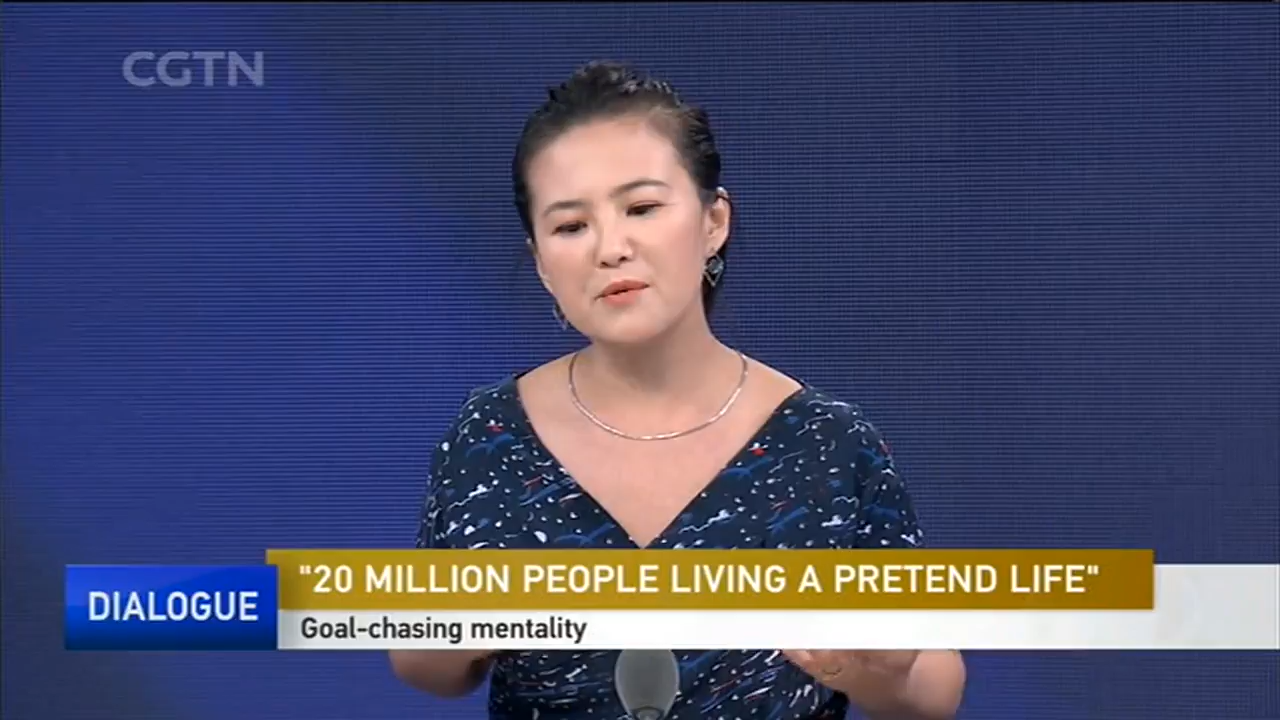 CGTN
"20 MILLION PEOPLE LIVING A PRETEND LIFE"
DIALOGUE
Goal-chasing mentality